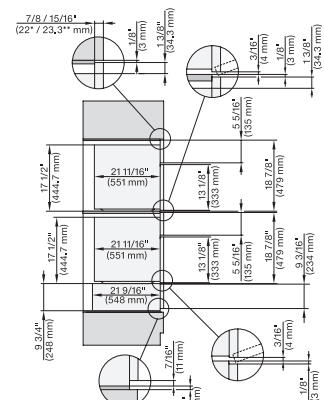 7/8 / 15/16"
(22* / 23.3** mm)
1/8"
(3 mm)
1 3/8"
(34.3 mm)
3/16"
(4 mm)
1/8"
(3 mm)
1 3/8"
(34.3 mm)
5 5/16"
(135 mm)
17 1/2"
(444.7 mm)
21 11/16"
(551 mm)
13 1/8"
(333 mm)
18 7/8"
(479 mm)
17 1/2"
(444.7 mm)
21 11/16"
(551 mm)
13 1/8"
(333 mm)
5 5/16"
(135 mm)
18 7/8"
(479 mm)
9 3/16"
(234 mm)
21 9/16"
(548 mm)
9 3/4"
(248 mm)
7/16"
(11 mm)
3/16"
(4 mm)
1/8"
(3 mm)